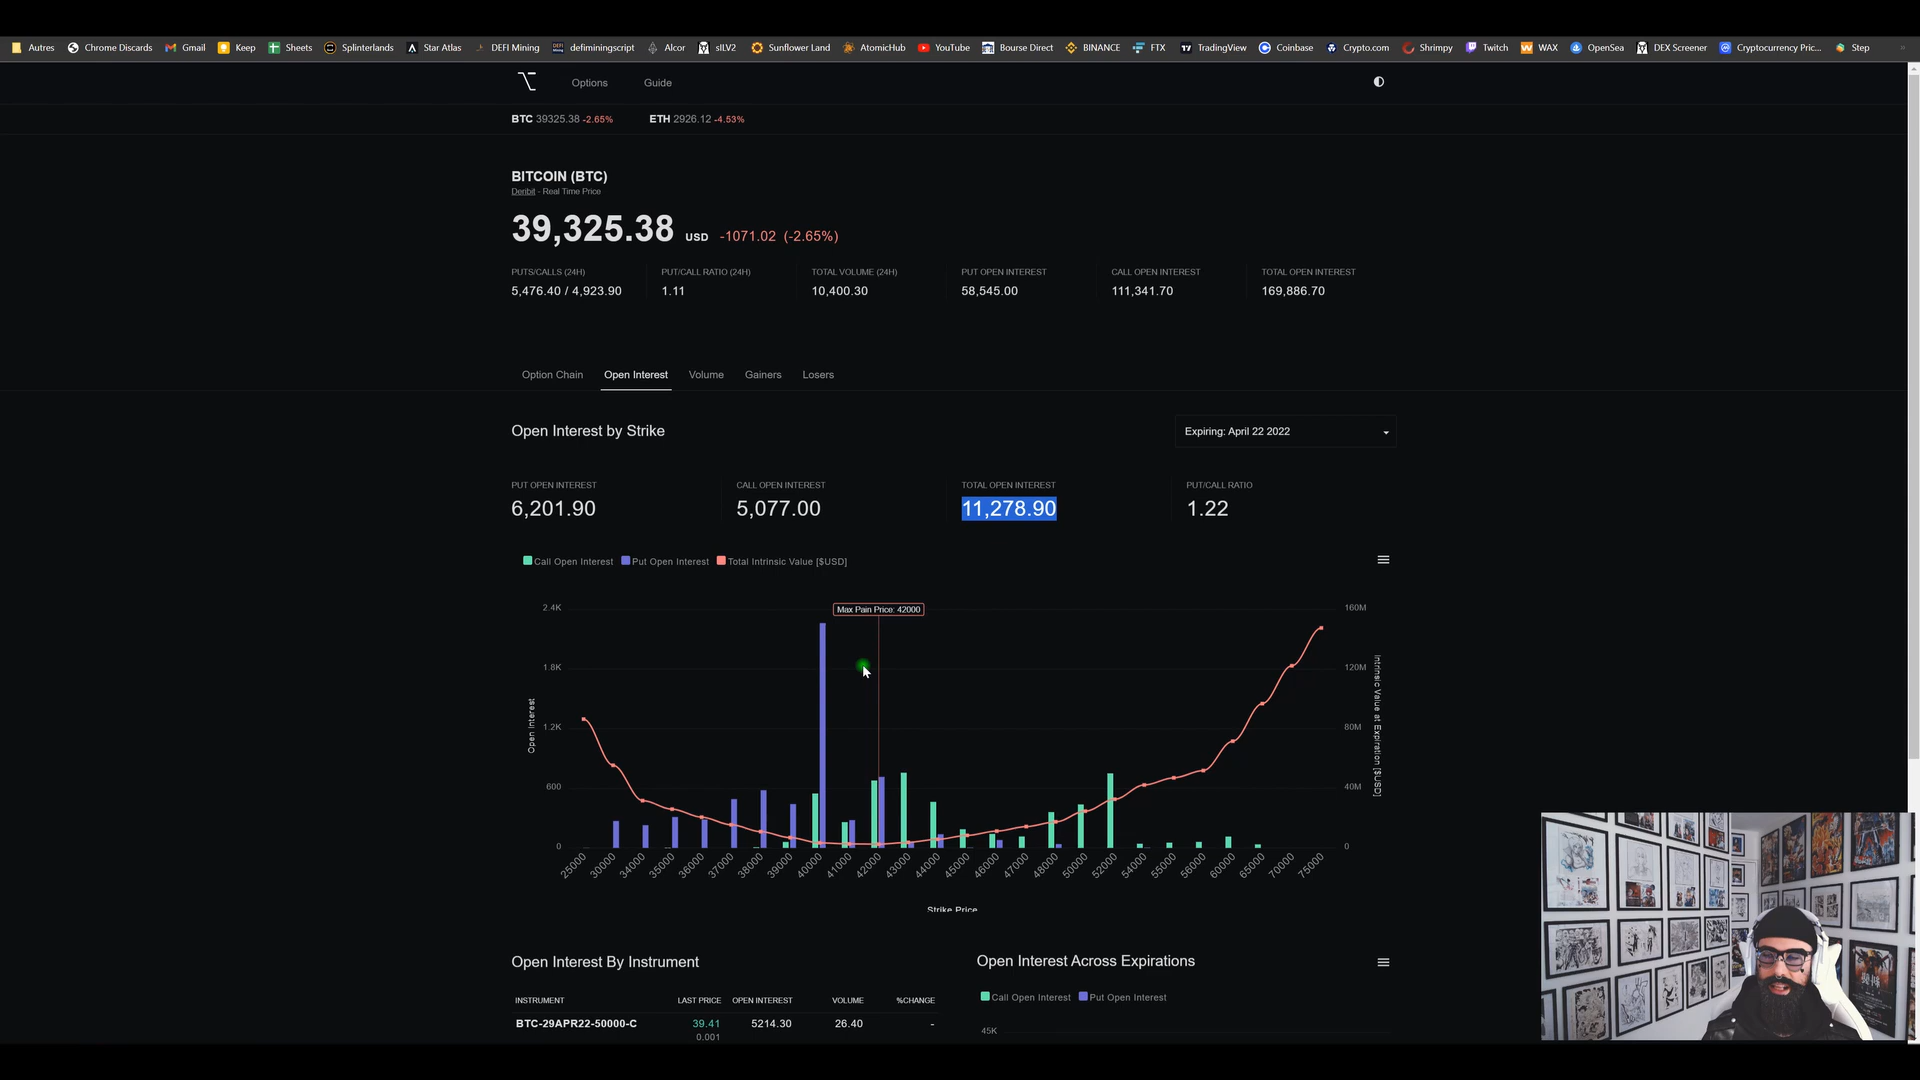 Autres Chrome Discards Gmail Keep Sheets Splinterlands Star Atlas DEFI Mining defiminingscript Alcor sILV2 Sunflower Land AtomicHub YouTube Bourse Direct BINANCE FTX TradingView Coinbase Crypto.com Shrimpy Twitch WAX OpenSea DEX Screener Cryptocurrency Pric... Step »
Options Guide
BTC 39325.38 -2.65% ETH 2926.12 -4.53%
BITCOIN (BTC)
Deribit - Real Time Price
39,325.38 USD -1071.02 (-2.65%)
PUTS/CALLS (24H) PUT/CALL RATIO (24H) TOTAL VOLUME (24H) PUT OPEN INTEREST CALL OPEN INTEREST TOTAL OPEN INTEREST
5,476.40 / 4,923.90 1.11 10,400.30 58,545.00 111,341.70 169,886.70
Option Chain Open Interest Volume Gainers Losers
Open Interest by Strike
Expiring: April 22 2022
PUT OPEN INTEREST CALL OPEN INTEREST TOTAL OPEN INTEREST PUT/CALL RATIO
6,201.90 5,077.00 11,278.90 1.22
Call Open Interest Put Open Interest Total Intrinsic Value [$USD]
Max Pain Price: 42000
2.4K 160M
1.8K 120M
1.2K 80M
600 40M
0 0
Open Interest
Intrinsic Value at Expiration [$USD]
25000 30000 34000 35000 36000 37000 38000 39000 40000 41000 42000 43000 44000 45000 46000 47000 48000 50000 52000 54000 55000 56000 60000 65000 70000 75000
Strike Price
Open Interest By Instrument
INSTRUMENT LAST PRICE OPEN INTEREST VOLUME %CHANGE
BTC-29APR22-50000-C 39.41 5214.30 26.40 -
0.001
Open Interest Across Expirations
Call Open Interest Put Open Interest
45K